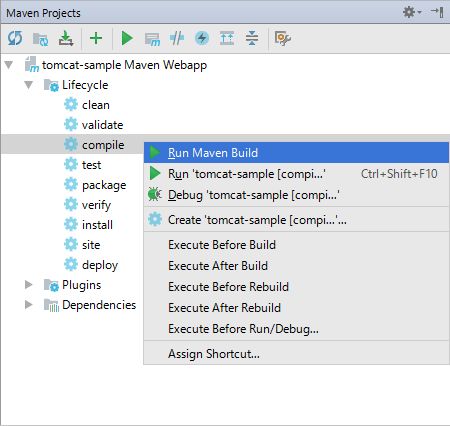 Maven Projects
tomcat-sample Maven Webapp
Lifecycle
clean
validate
compile
test
package
verify
install
site
deploy
Plugins
Dependencies
Run Maven Build
Run 'tomcat-sample [compi...' Ctrl+Shift+F10
Debug 'tomcat-sample [compi...'
Create 'tomcat-sample [compi...'...
Execute Before Build
Execute After Build
Execute Before Rebuild
Execute After Rebuild
Execute Before Run/Debug...
Assign Shortcut...